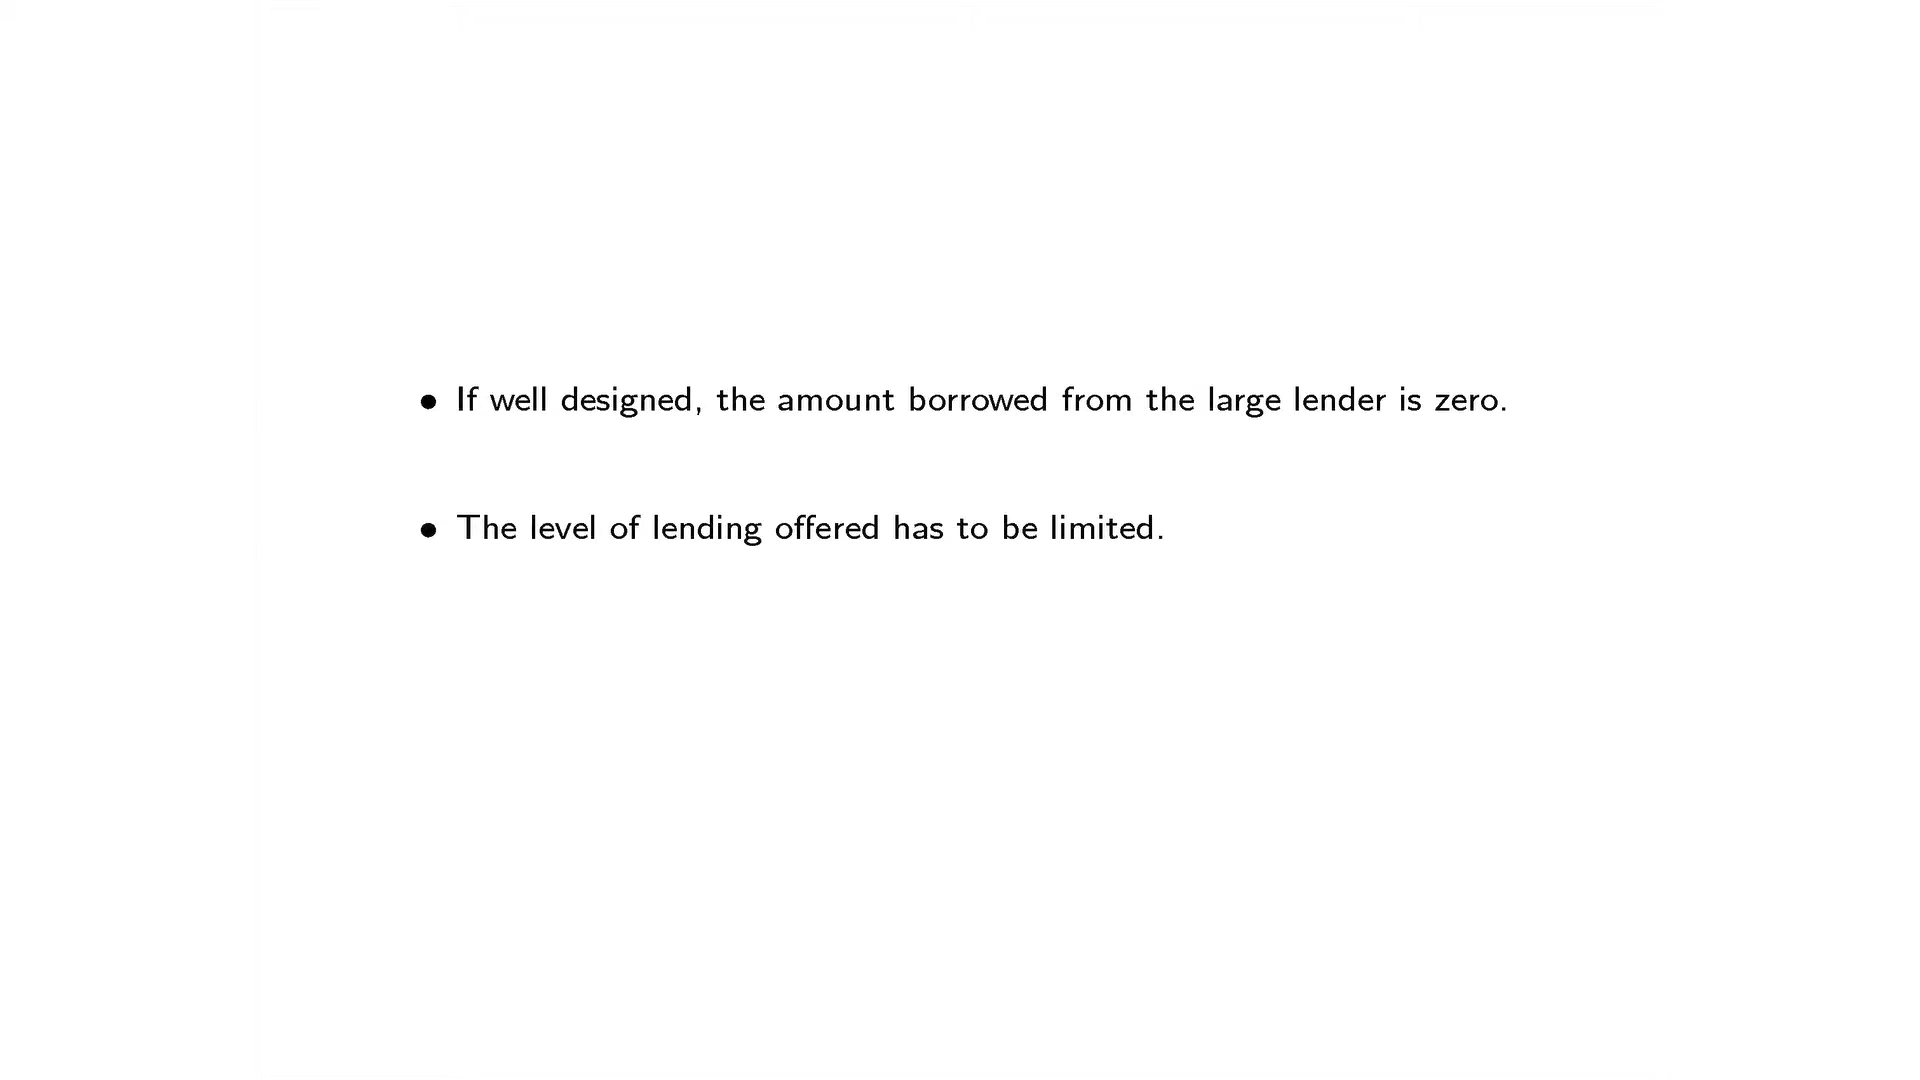 • If well designed, the amount borrowed from the large lender is zero.
• The level of lending offered has to be limited.